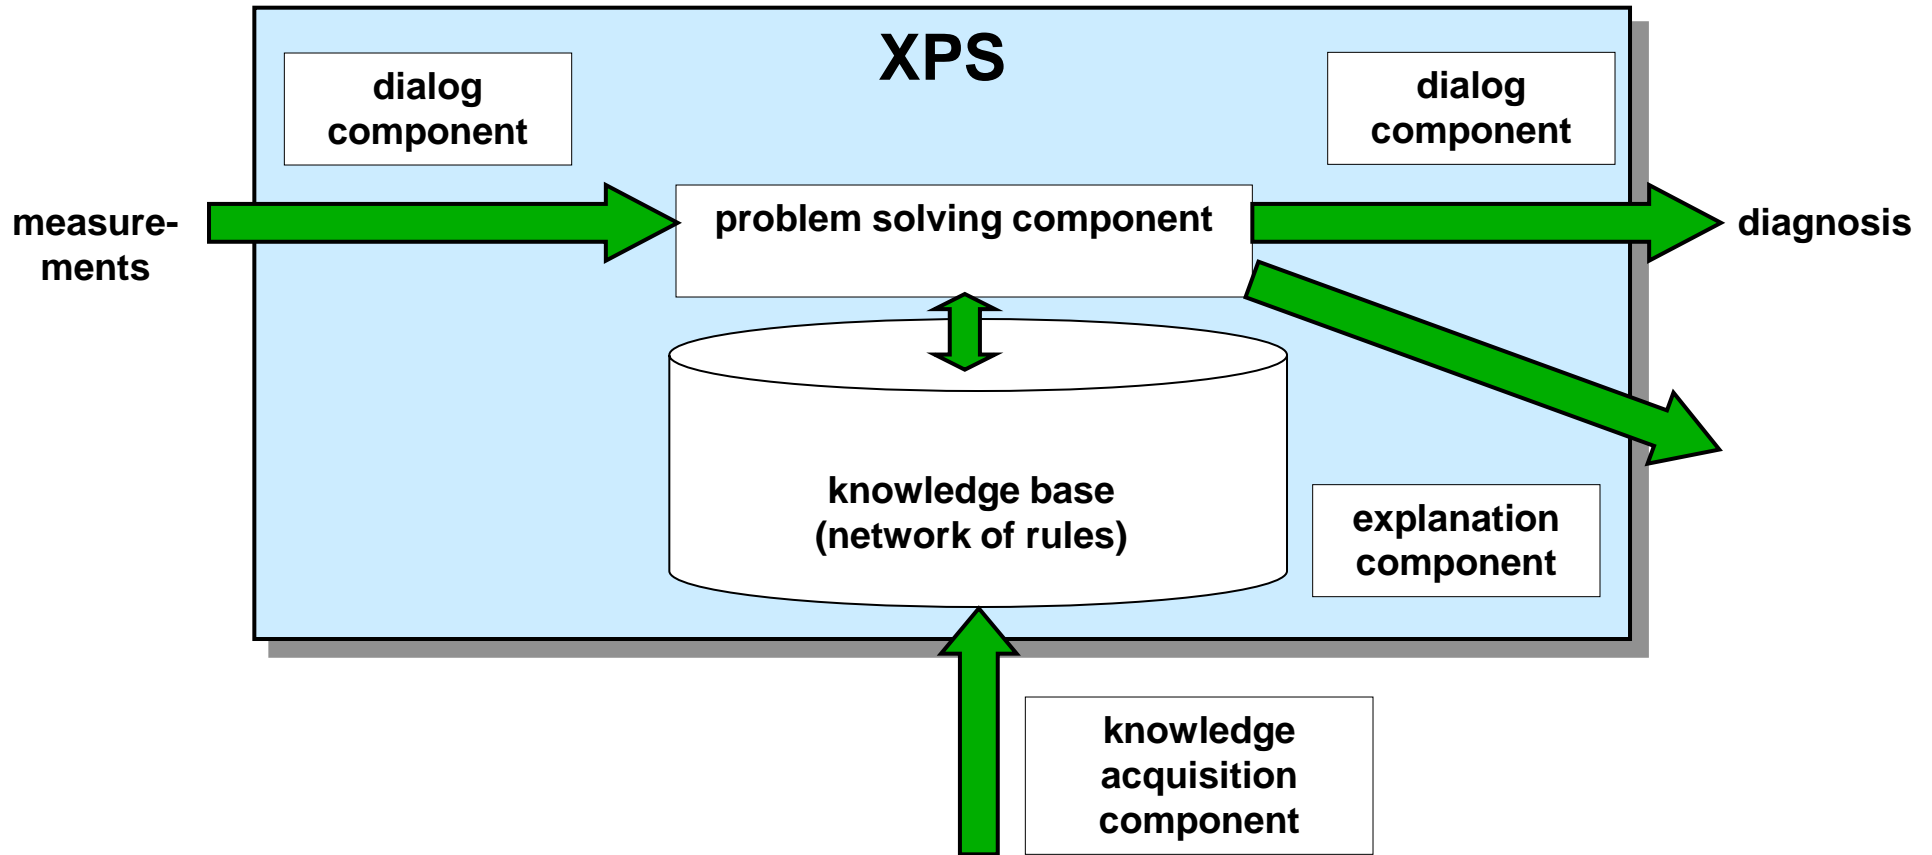 XPS
dialog
component
dialog
component
measure-
ments
problem solving component
diagnosis
knowledge base
(network of rules)
explanation
component
knowledge
acquisition
component